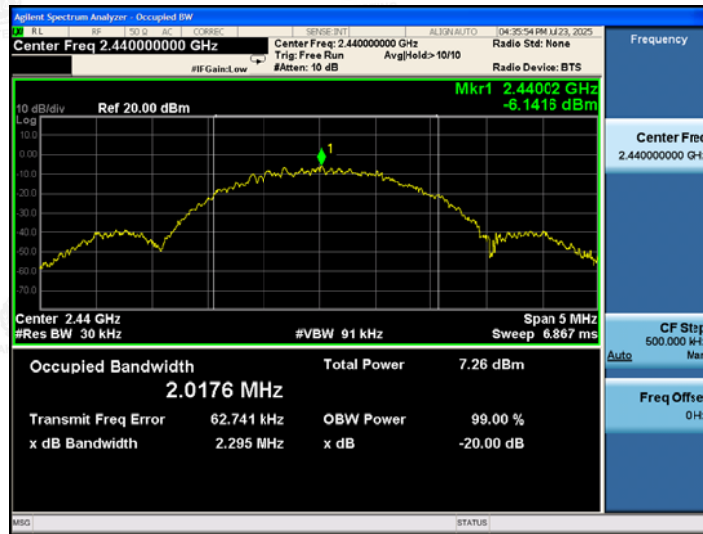 Agilent Spectrum Analyzer - Occupied BW
RL RF 50 Ω AC CORREC SENSE:INT ALIGN AUTO 04:35:54 PM Jul 23, 2025
Center Freq 2.440000000 GHz
Center Freq: 2.440000000 GHz
Radio Std: None
Trig: Free Run Avg|Hold:>10/10
#IFGain:Low #Atten: 10 dB Radio Device: BTS
Frequency
Mkr1 2.44002 GHz
-6.1416 dBm
10 dB/div Ref 20.00 dBm
Log
10.0
0.00
-10.0
-20.0
-30.0
-40.0
-50.0
-60.0
-70.0
1
Center Freq
2.440000000 GHz
Center 2.44 GHz Span 5 MHz
#Res BW 30 kHz #VBW 91 kHz Sweep 6.867 ms
CF Step
500.000 kHz
Auto Man
Occupied Bandwidth Total Power 7.26 dBm
2.0176 MHz
Transmit Freq Error 62.741 kHz OBW Power 99.00 %
x dB Bandwidth 2.295 MHz x dB -20.00 dB
Freq Offset
0 Hz
MSG STATUS